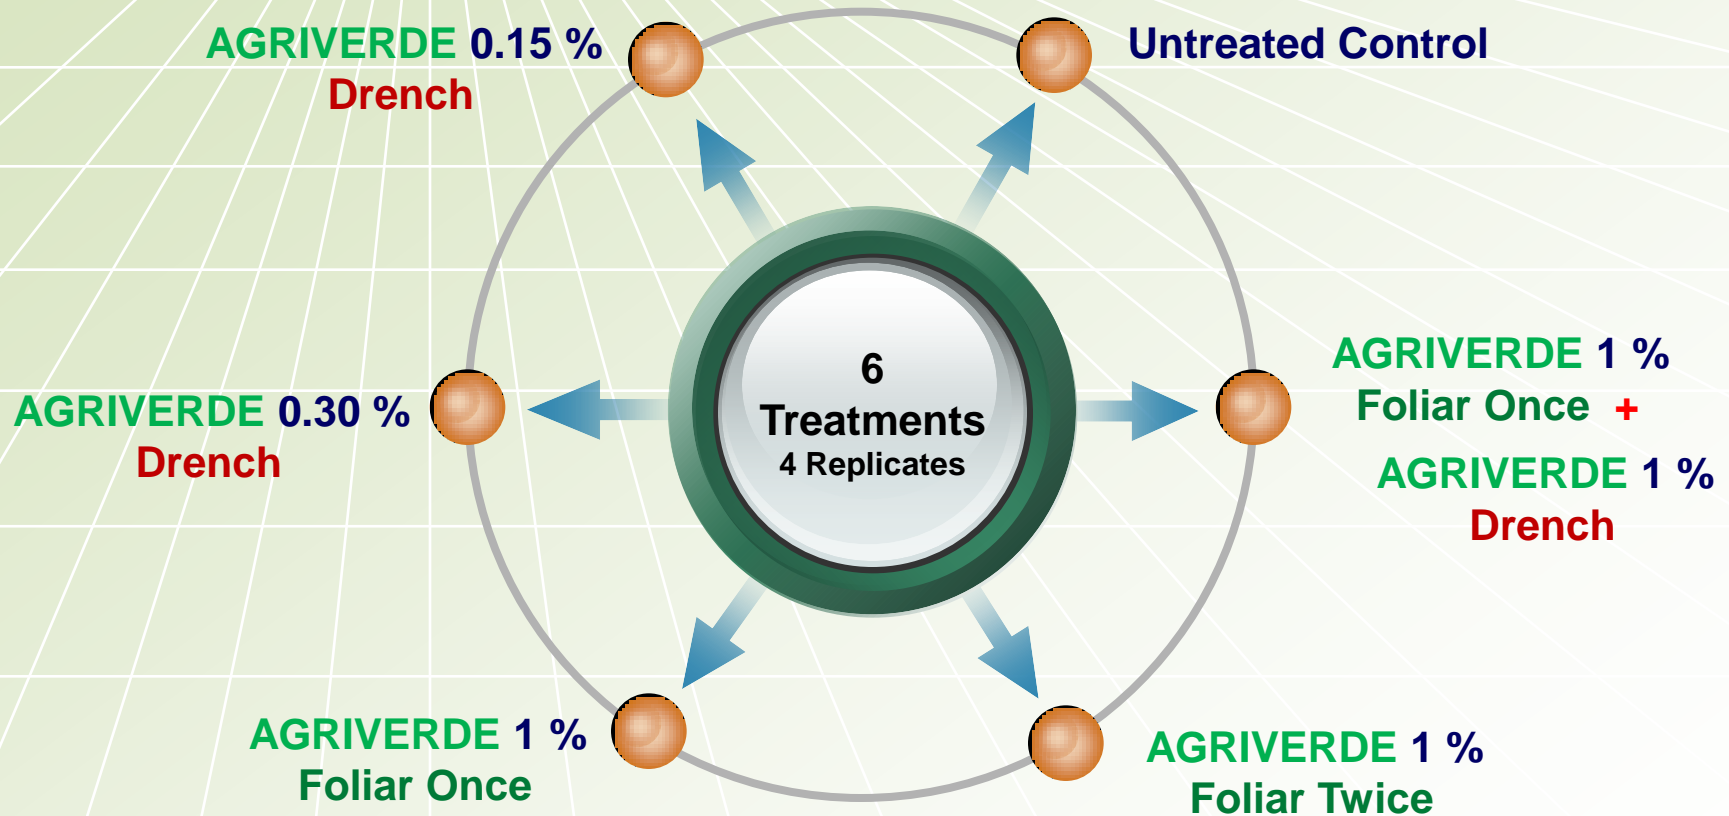 AGRIVERDE 0.15 %
Drench
Untreated Control
AGRIVERDE 0.30 %
Drench
6
Treatments
4 Replicates
AGRIVERDE 1 %
Foliar Once +
AGRIVERDE 1 %
Drench
AGRIVERDE 1 %
Foliar Once
AGRIVERDE 1 %
Foliar Twice